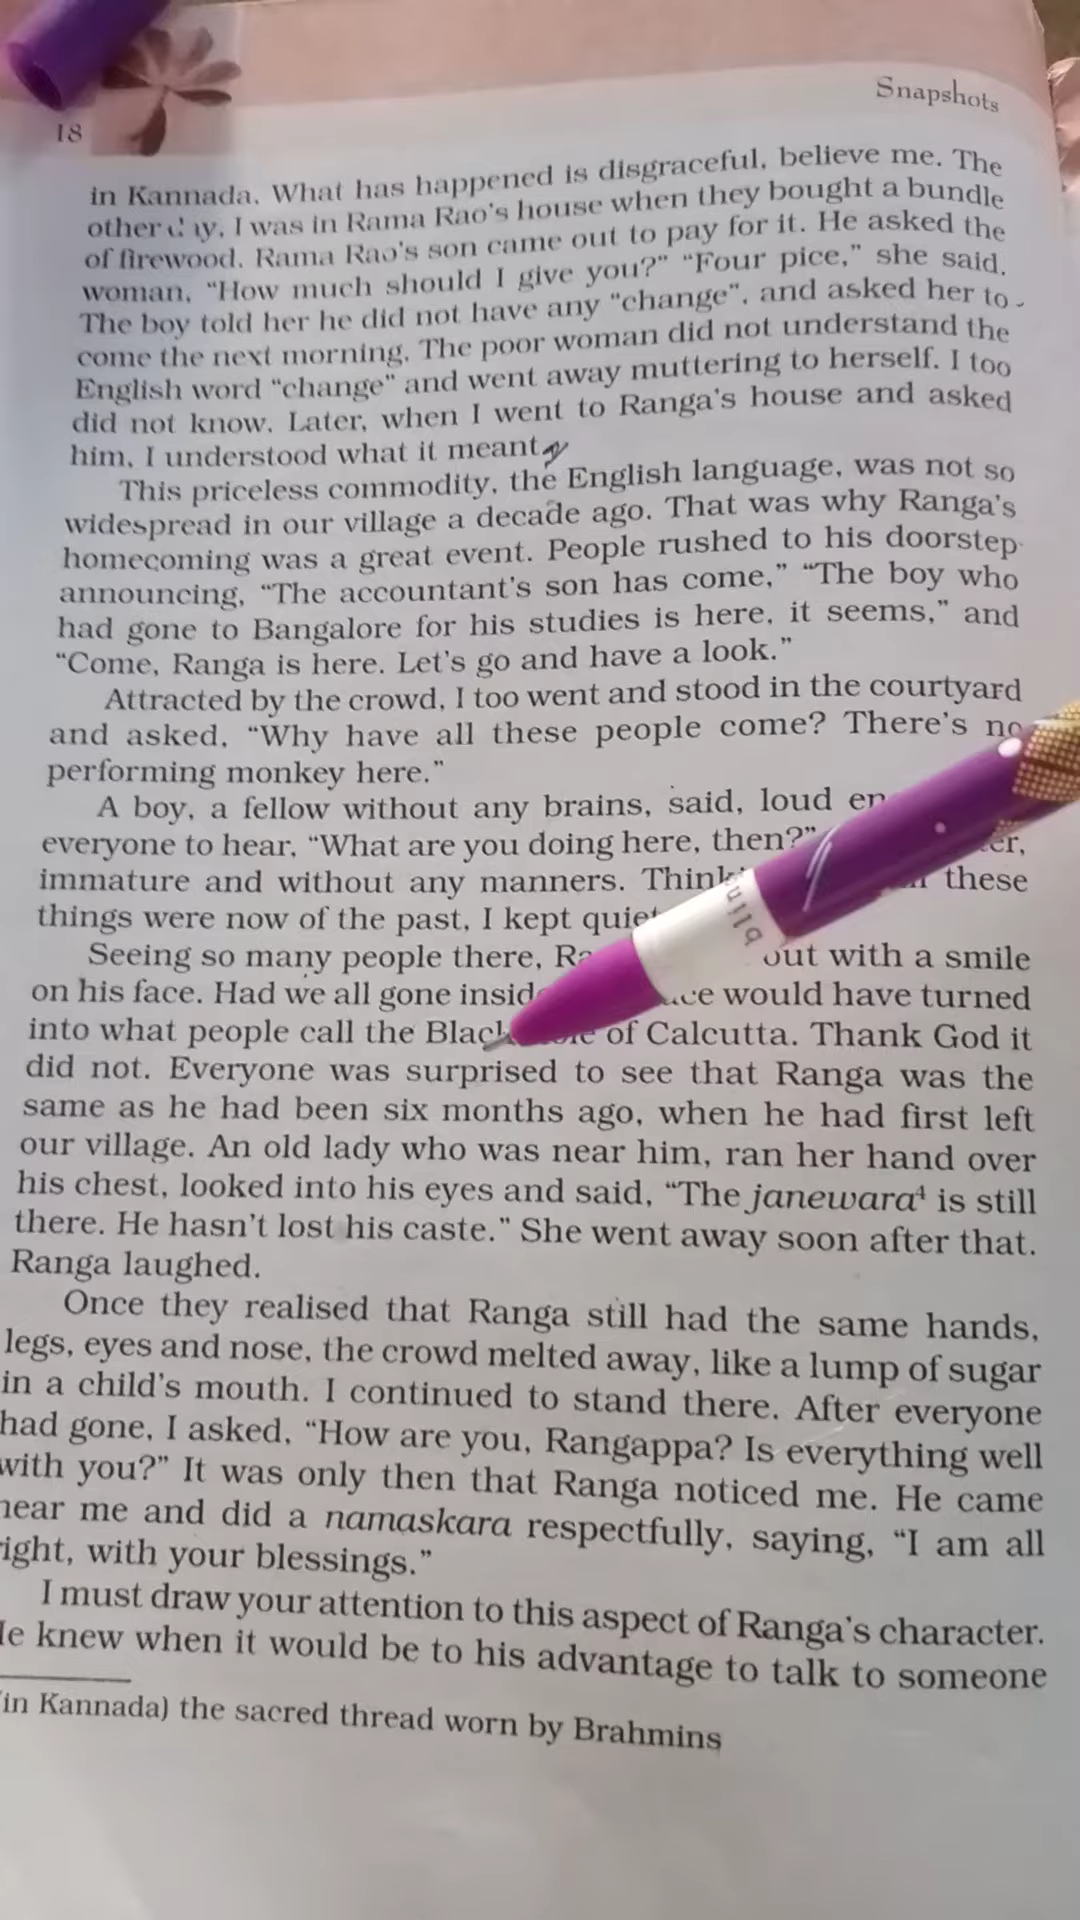 Snapshots
18
in Kannada. What has happened is disgraceful, believe me. The
other day, I was in Rama Rao's house when they bought a bundle
of firewood. Rama Rao's son came out to pay for it. He asked the
woman, “How much should I give you?” “Four pice,” she said.
The boy told her he did not have any “change”, and asked her to
come the next morning. The poor woman did not understand the
English word “change” and went away muttering to herself. I too
did not know. Later, when I went to Ranga's house and asked
him, I understood what it meant.
This priceless commodity, the English language, was not so
widespread in our village a decade ago. That was why Ranga's
homecoming was a great event. People rushed to his doorstep
announcing, “The accountant's son has come,” “The boy who
had gone to Bangalore for his studies is here, it seems,” and
“Come, Ranga is here. Let's go and have a look.”
Attracted by the crowd, I too went and stood in the courtyard
and asked, “Why have all these people come? There's no
performing monkey here.”
A boy, a fellow without any brains, said, loud
everyone to hear, “What are you doing here, then?”
immature and without any manners. these
things were now of the past, I kept quiet
Seeing so many people there, out with a smile
on his face. Had we all gone would have turned
into what people call the of Calcutta. Thank God it
did not. Everyone was surprised to see that Ranga was the
same as he had been six months ago, when he had first left
our village. An old lady who was near him, ran her hand over
his chest, looked into his eyes and said, “The janewara4 is still
there. He hasn't lost his caste.” She went away soon after that.
Ranga laughed.
Once they realised that Ranga still had the same hands,
legs, eyes and nose, the crowd melted away, like a lump of sugar
in a child's mouth. I continued to stand there. After everyone
had gone, I asked, “How are you, Rangappa? Is everything well
with you?” It was only then that Ranga noticed me. He came
near me and did a namaskara respectfully, saying, “I am all
right, with your blessings.”
I must draw your attention to this aspect of Ranga's character.
He knew when it would be to his advantage to talk to someone
(in Kannada) the sacred thread worn by Brahmins